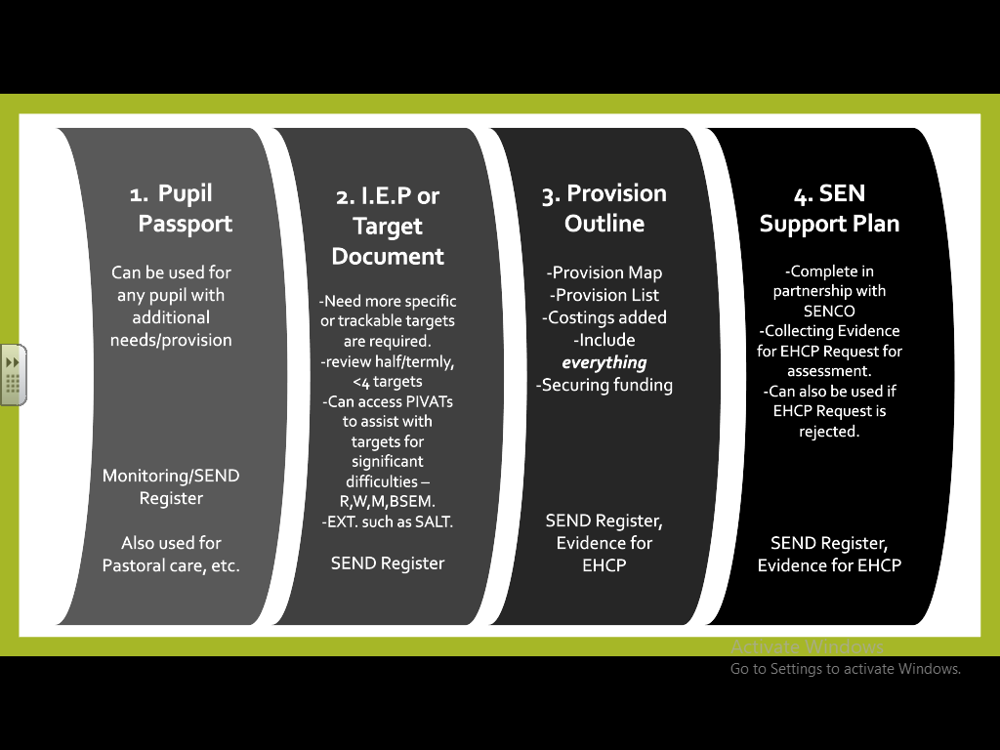 1. Pupil
Passport
Can be used for
any pupil with
additional
needs/provision
Monitoring/SEND
Register
Also used for
Pastoral care, etc.
2. I.E.P or
Target
Document
-Need more specific
or trackable targets
are required.
-review half/termly,
<4 targets
-Can access PIVATs
to assist with
targets for
significant
difficulties –
R,W,M,BSEM.
-EXT. such as SALT.
SEND Register
3. Provision
Outline
-Provision Map
-Provision List
-Costings added
-Include
everything
-Securing funding
SEND Register,
Evidence for
EHCP
4. SEN
Support Plan
-Complete in
partnership with
SENCO
-Collecting Evidence
for EHCP Request for
assessment.
-Can also be used if
EHCP Request is
rejected.
SEND Register,
Evidence for EHCP
Activate Windows
Go to Settings to activate Windows.